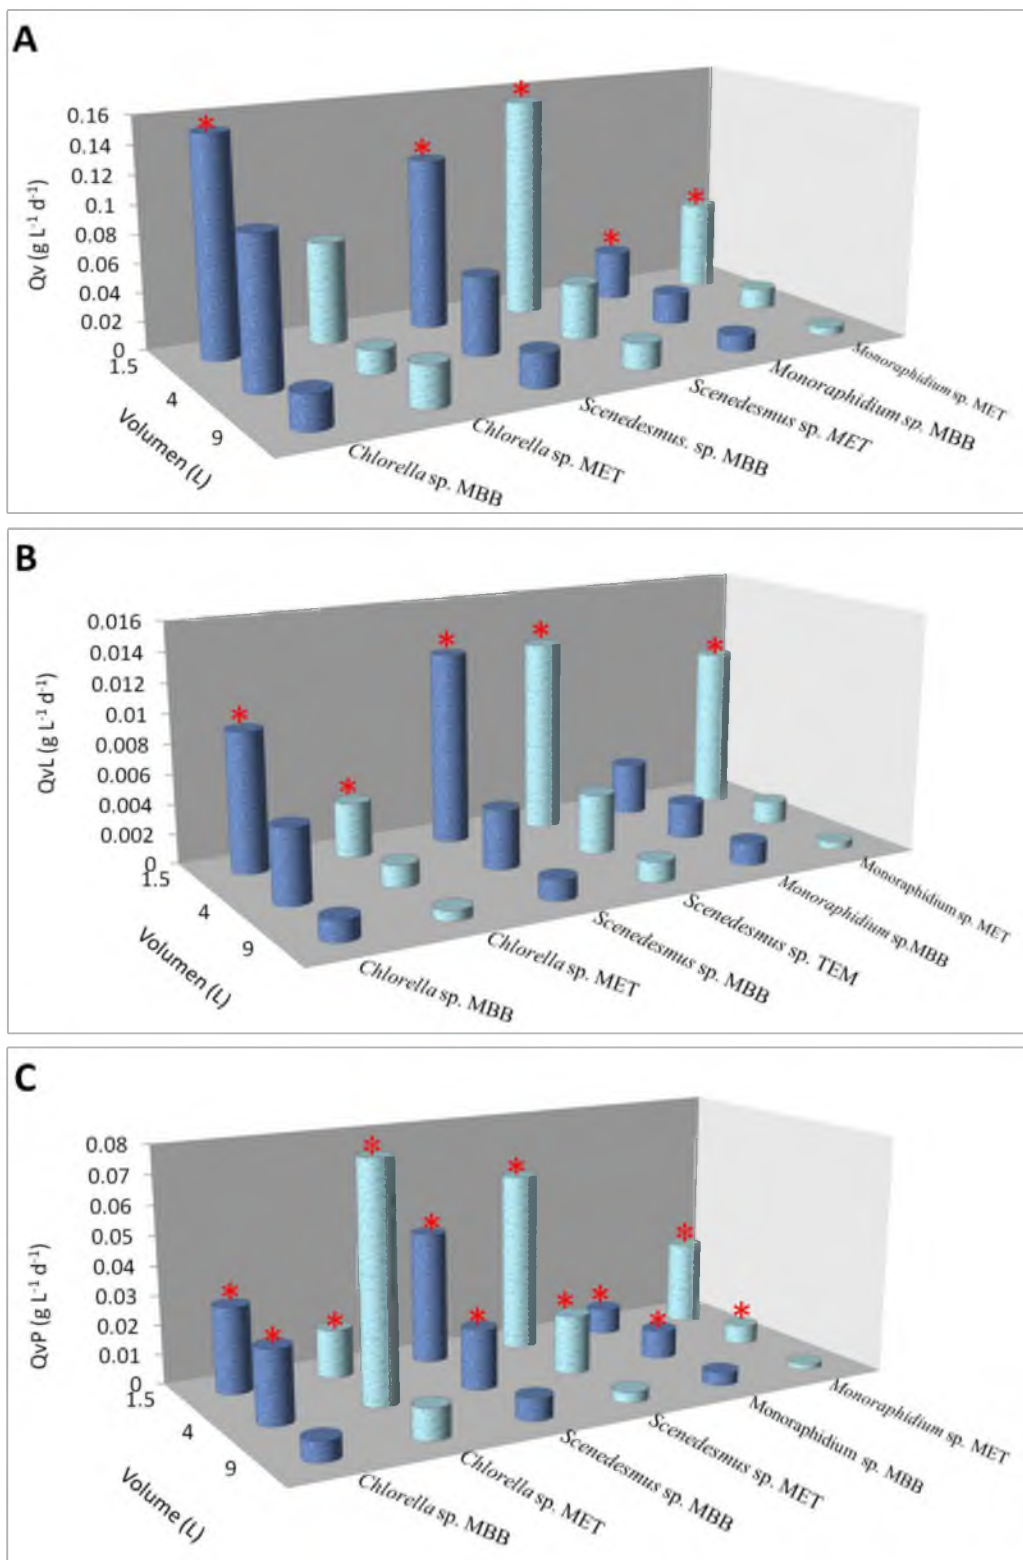 A
Qv (g L-1 d-1)
0.16
0.14
0.12
0.1
0.08
0.06
0.04
0.02
0
1.5
4
9
Volumen (L)
Chlorella sp. MBB
Chlorella sp. MET
Scenedesmus. sp. MBB
Scenedesmus sp. MET
Monoraphidium sp. MBB
Monoraphidium sp. MET
B
QvL (g L-1 d-1)
0.016
0.014
0.012
0.01
0.008
0.006
0.004
0.002
0
1.5
4
9
Volumen (L)
Chlorella sp. MBB
Chlorella sp. MET
Scenedesmus sp. MBB
Scenedesmus sp. TEM
Monoraphidium sp.MBB
Monoraphidium sp. MET
C
QvP (g L-1 d-1)
0.08
0.07
0.06
0.05
0.04
0.03
0.02
0.01
0
1.5
4
9
Volume (L)
Chlorella sp. MBB
Chlorella sp. MET
Scenedesmus sp. MBB
Scenedesmus sp. MET
Monoraphidium sp. MBB
Monoraphidium sp. MET